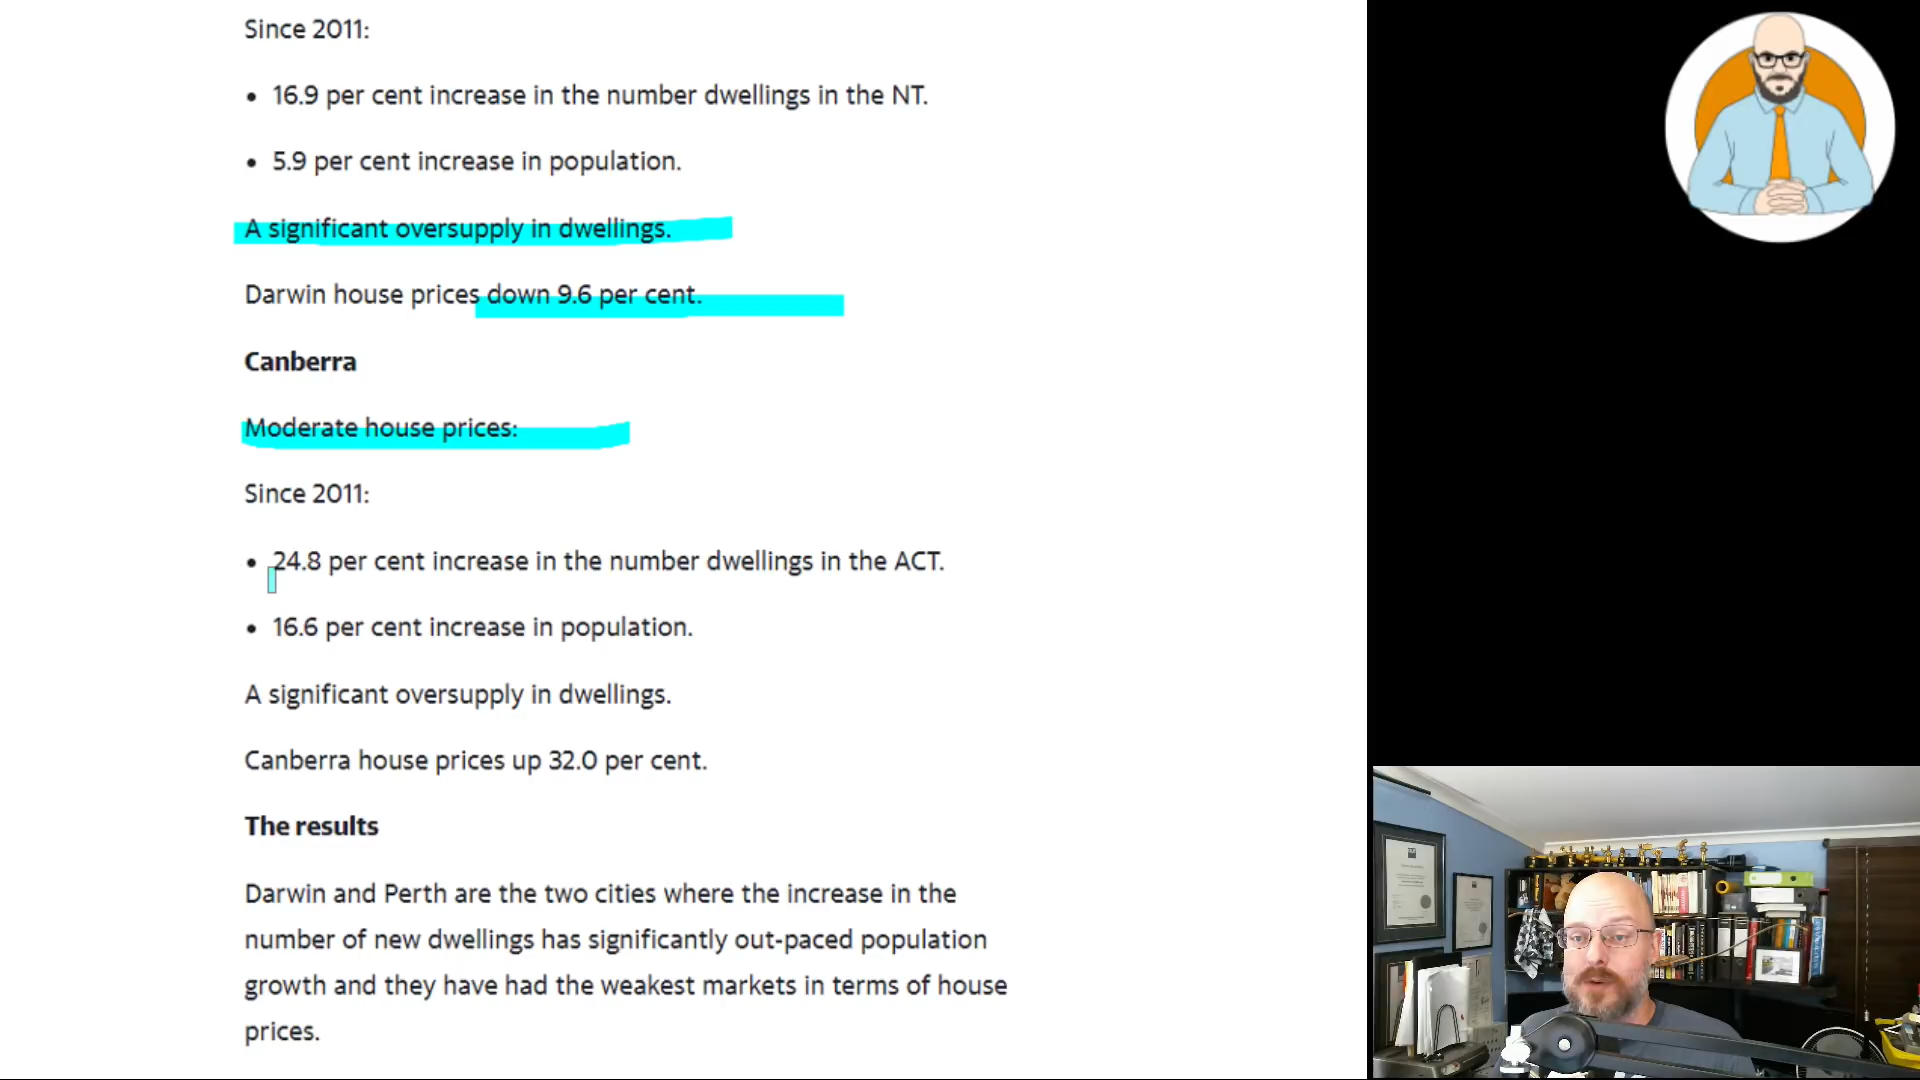 Since 2011:
• 16.9 per cent increase in the number dwellings in the NT.
• 5.9 per cent increase in population.
A significant oversupply in dwellings.
Darwin house prices down 9.6 per cent.
Canberra
Moderate house prices:
Since 2011:
• 24.8 per cent increase in the number dwellings in the ACT.
• 16.6 per cent increase in population.
A significant oversupply in dwellings.
Canberra house prices up 32.0 per cent.
The results
Darwin and Perth are the two cities where the increase in the
number of new dwellings has significantly out-paced population
growth and they have had the weakest markets in terms of house
prices.